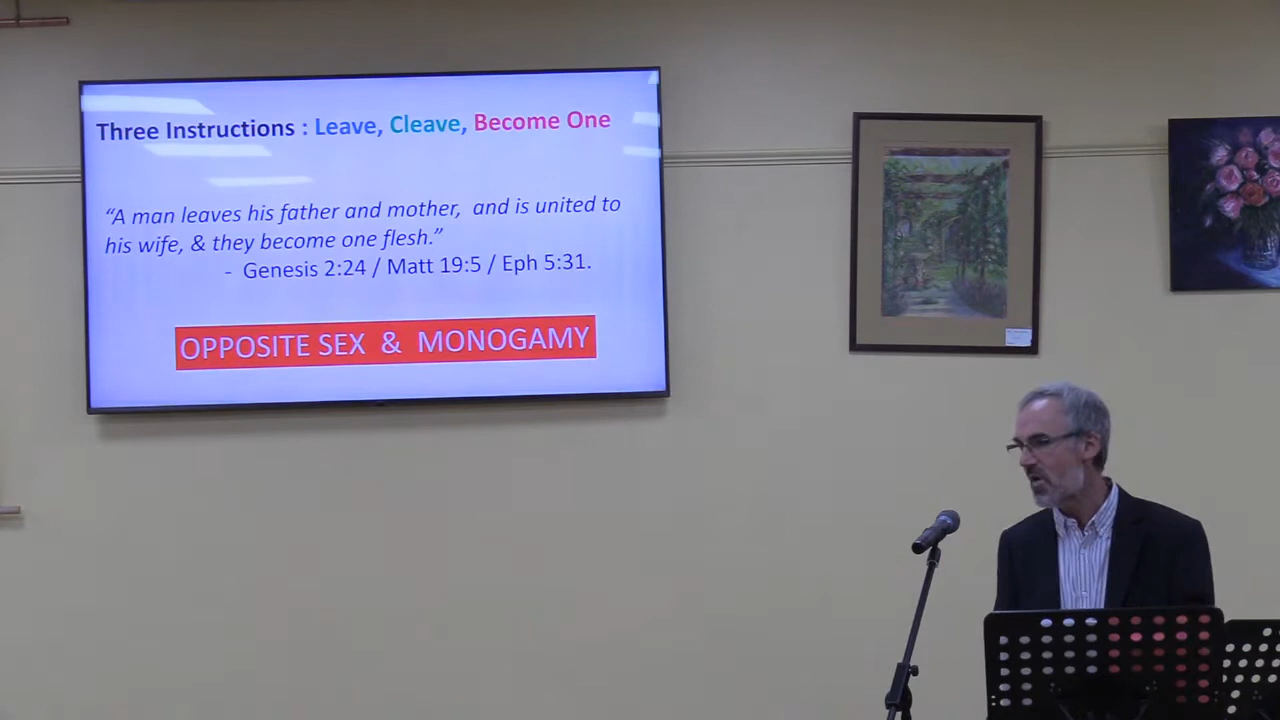 Three Instructions : Leave, Cleave, Become One
“A man leaves his father and mother, and is united to
his wife, & they become one flesh.”
- Genesis 2:24 / Matt 19:5 / Eph 5:31.
OPPOSITE SEX & MONOGAMY